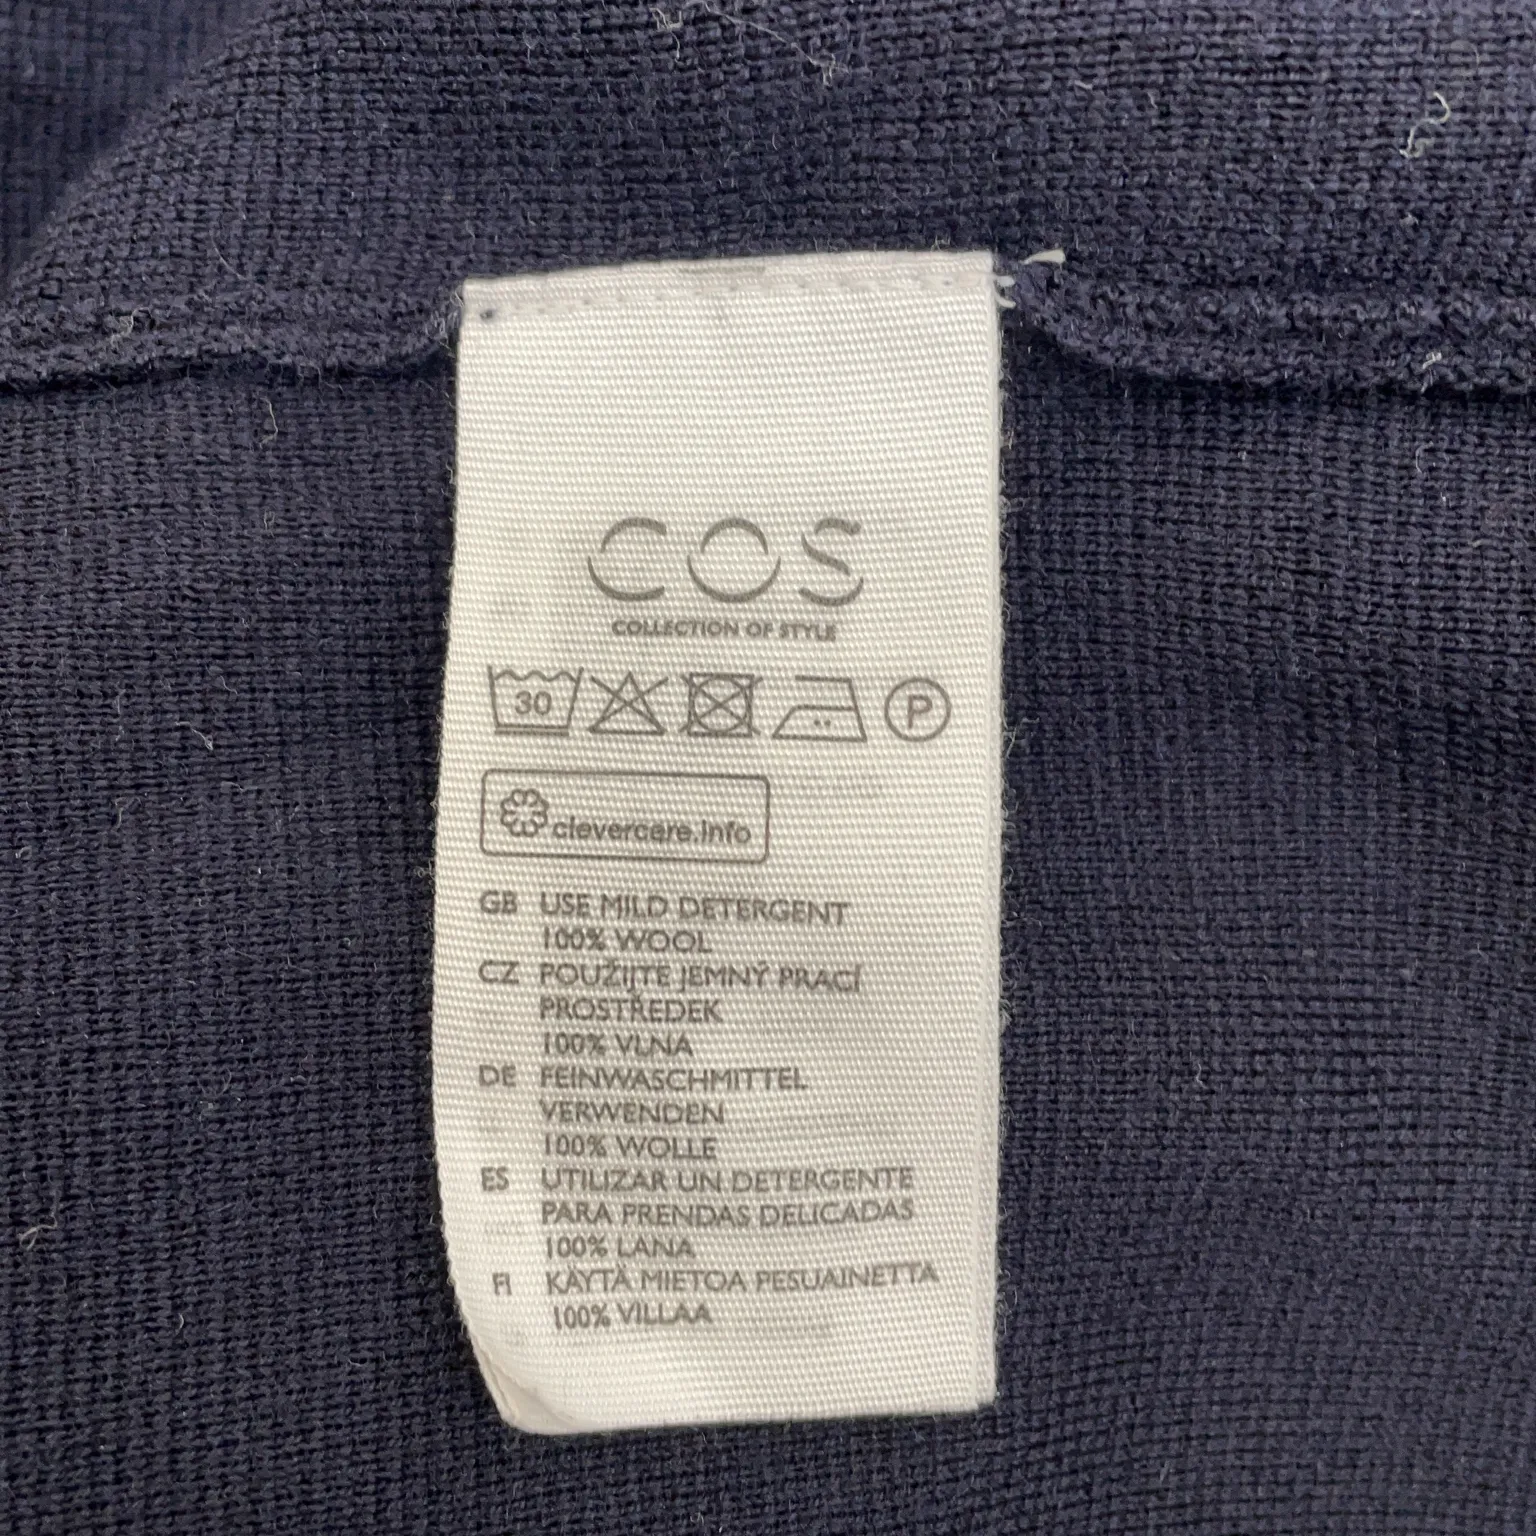 COS
COLLECTION OF STYLE
30 P
clevercare.info
GB USE MILD DETERGENT
100% WOOL
CZ POUŽIJTE JEMNÝ PRACÍ
PROSTŘEDEK
100% VLNA
DE FEINWASCHMITTEL
VERWENDEN
100% WOLLE
ES UTILIZAR UN DETERGENTE
PARA PRENDAS DELICADAS
100% LANA
FI KÄYTÄ MIETOA PESUAINETTA
100% VILLAA